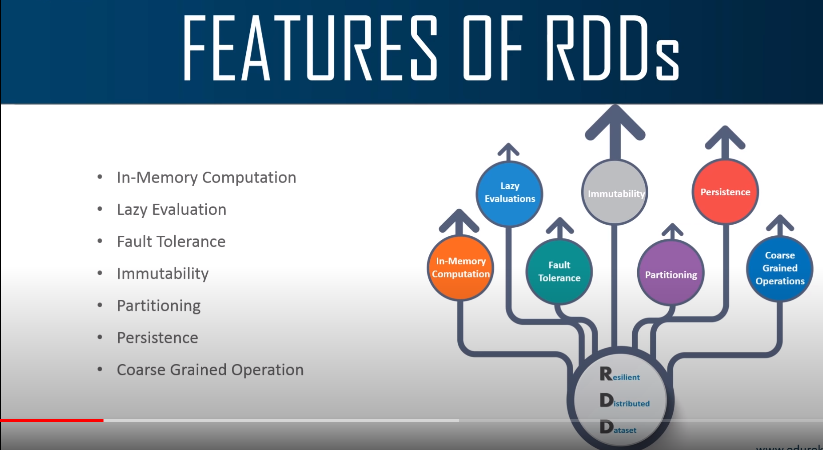 FEATURES OF RDDs
• In-Memory Computation
• Lazy Evaluation
• Fault Tolerance
• Immutability
• Partitioning
• Persistence
• Coarse Grained Operation
Lazy
Evaluations
Immutability
Persistence
In-Memory
Computation
Fault
Tolerance
Partitioning
Coarse
Grained
Operations
Resilient
Distributed
Dataset